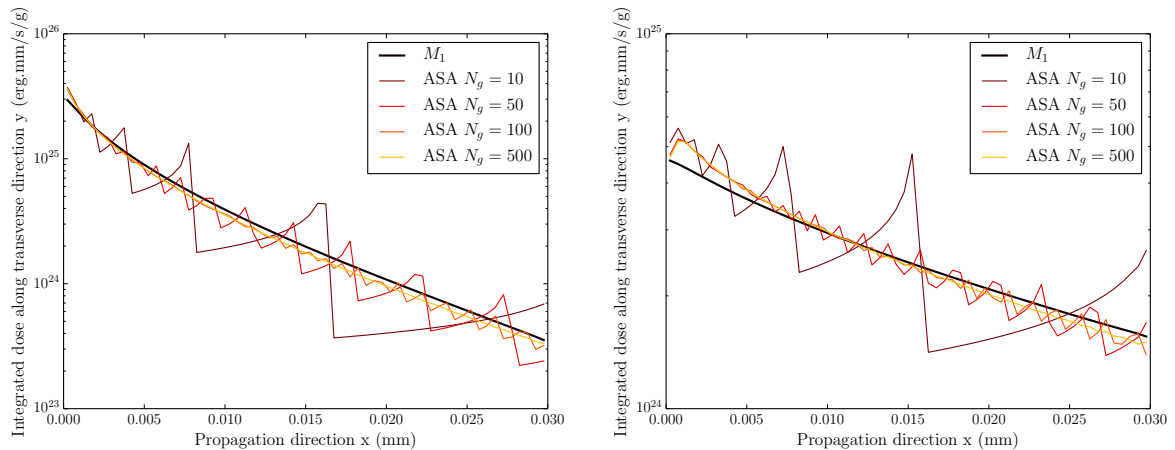 Integrated dose along transverse direction y (erg.mm/s/g)
10^26
10^25
10^24
10^23
M_1
ASA N_g = 10
ASA N_g = 50
ASA N_g = 100
ASA N_g = 500
0.000 0.005 0.010 0.015 0.020 0.025 0.030
Propagation direction x (mm)
Integrated dose along transverse direction y (erg.mm/s/g)
10^25
10^24
M_1
ASA N_g = 10
ASA N_g = 50
ASA N_g = 100
ASA N_g = 500
0.000 0.005 0.010 0.015 0.020 0.025 0.030
Propagation direction x (mm)